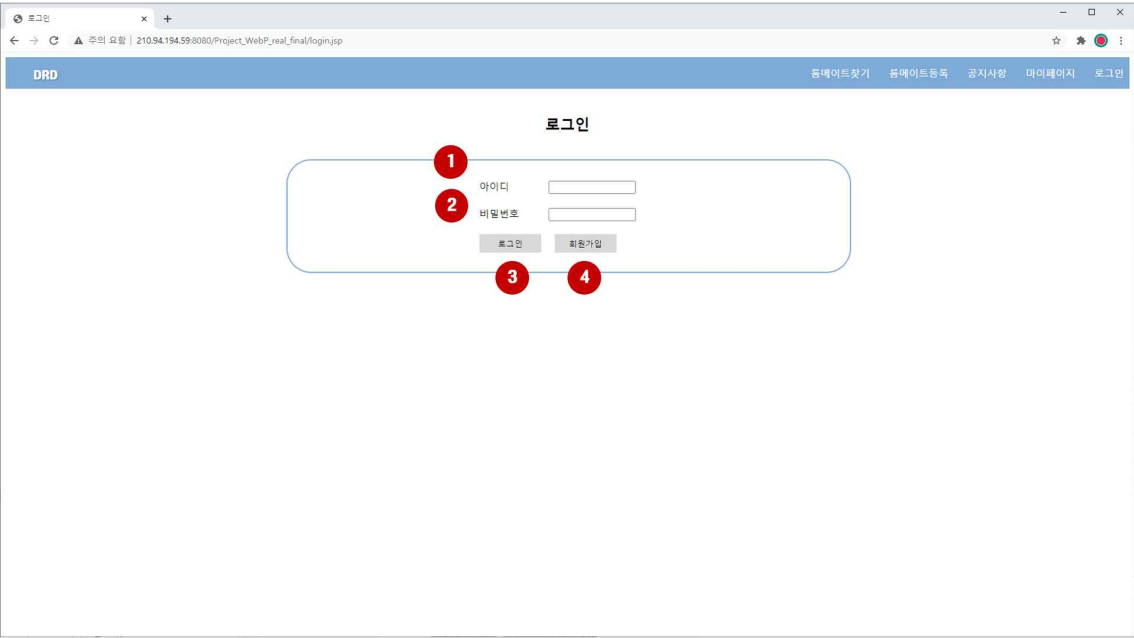 로그인
주의 요함 | 210.94.194.59:8080/Project_WebP_real_final/login.jsp
DRD 룸메이트찾기 룸메이트등록 공지사항 마이페이지 로그인
로그인
1
아이디
2
비밀번호
로그인 회원가입
3 4